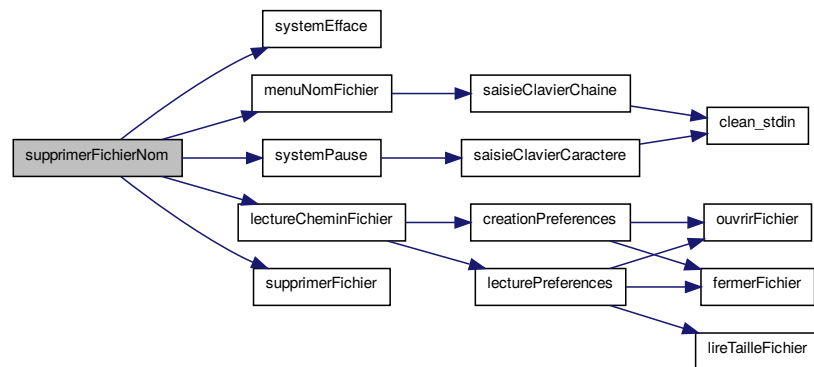 systemEfface
menuNomFichier
saisieClavierChaine
clean_stdin
supprimerFichierNom
systemPause
saisieClavierCaractere
lectureCheminFichier
creationPreferences
ouvrirFichier
supprimerFichier
lecturePreferences
fermerFichier
lireTailleFichier